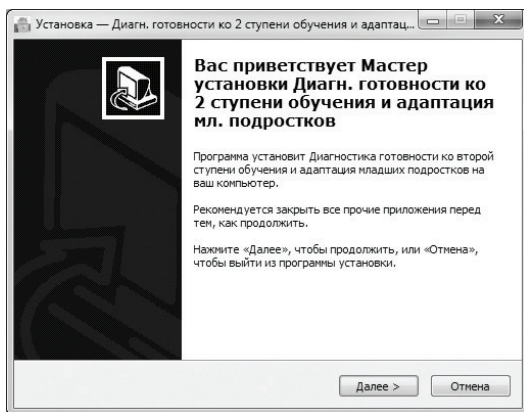 Установка — Диагн. готовности ко 2 ступени обучения и адаптац...
Вас приветствует Мастер
установки Диагн. готовности ко
2 ступени обучения и адаптация
мл. подростков
Программа установит Диагностика готовности ко второй
ступени обучения и адаптация младших подростков на
ваш компьютер.
Рекомендуется закрыть все прочие приложения перед
тем, как продолжить.
Нажмите «Далее», чтобы продолжить, или «Отмена»,
чтобы выйти из программы установки.
Далее >
Отмена